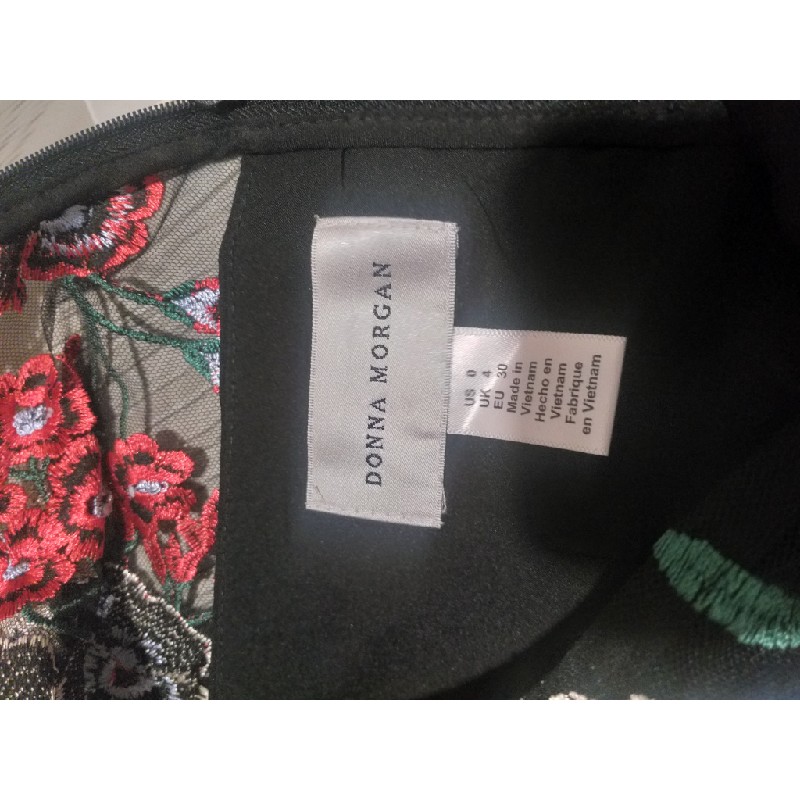 DONNA MORGAN
US 0
UK 4
EU 30
Made in
Vietnam
Hecho en
Vietnam
Fabrique
en Vietnam